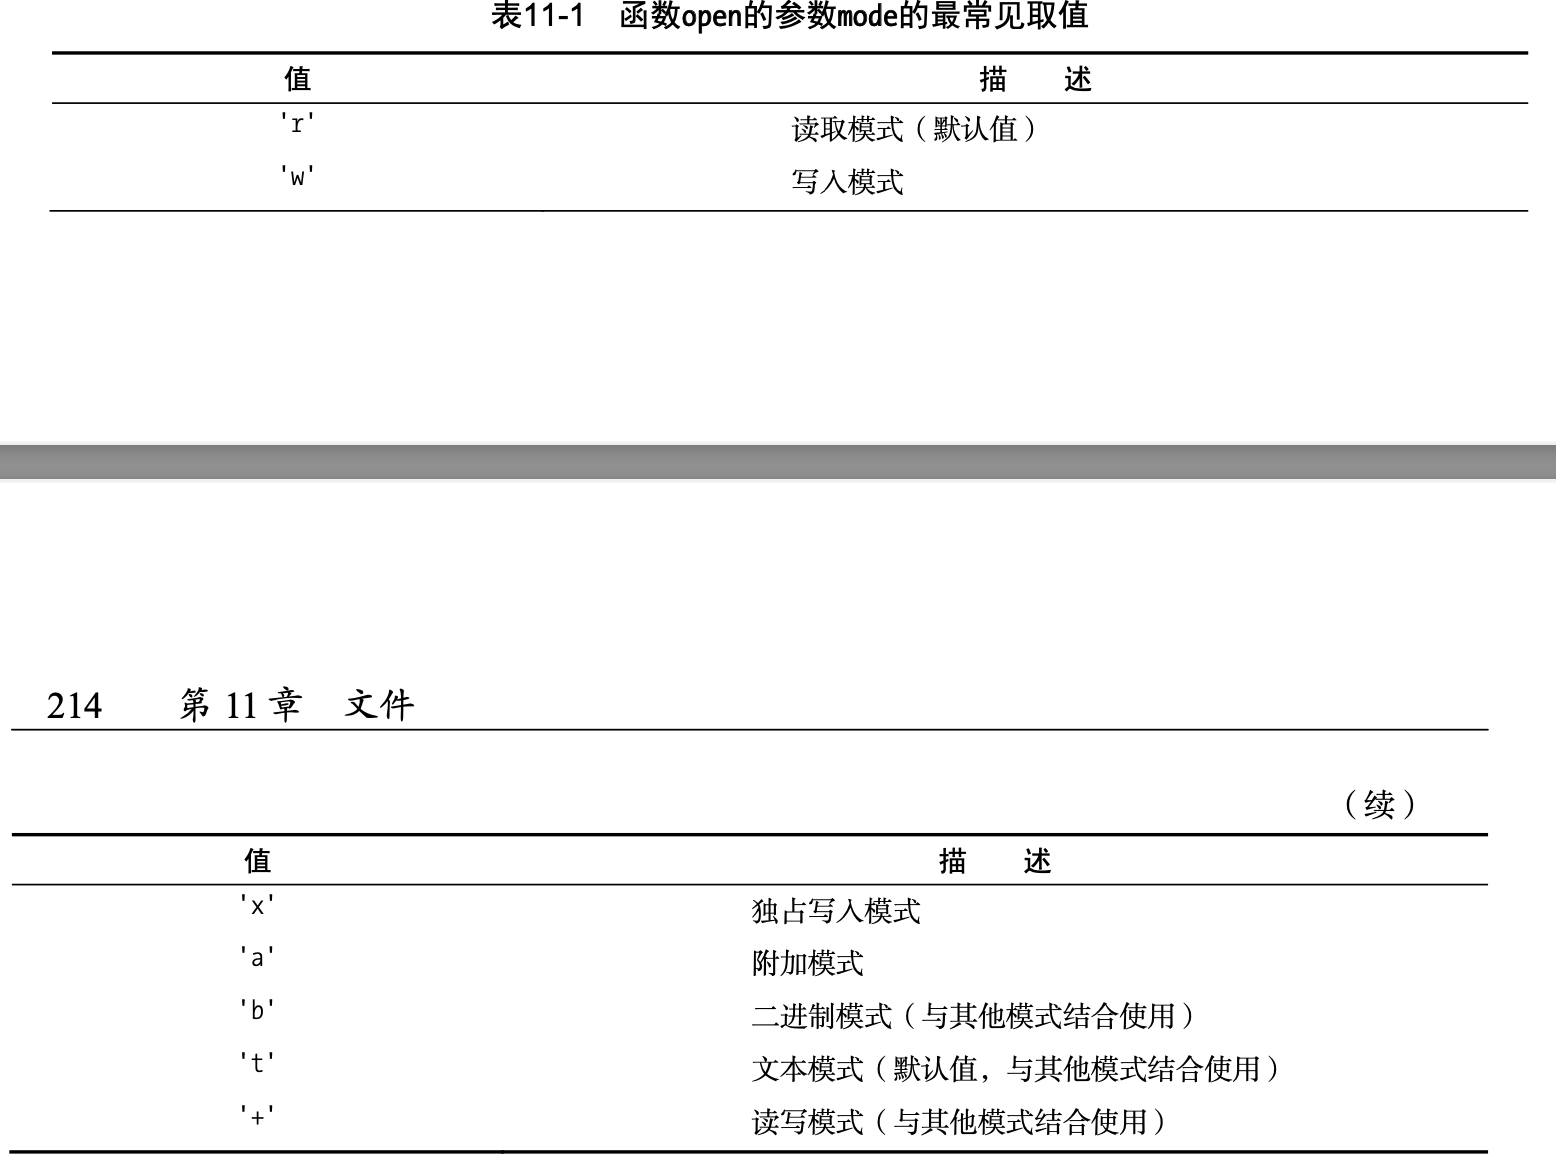 表11-1 函数open的参数mode的最常见取值
值 描 述
'r' 读取模式（默认值）
'w' 写入模式
214 第 11 章 文件
（续）
值 描 述
'x' 独占写入模式
'a' 附加模式
'b' 二进制模式（与其他模式结合使用）
't' 文本模式（默认值，与其他模式结合使用）
'+' 读写模式（与其他模式结合使用）